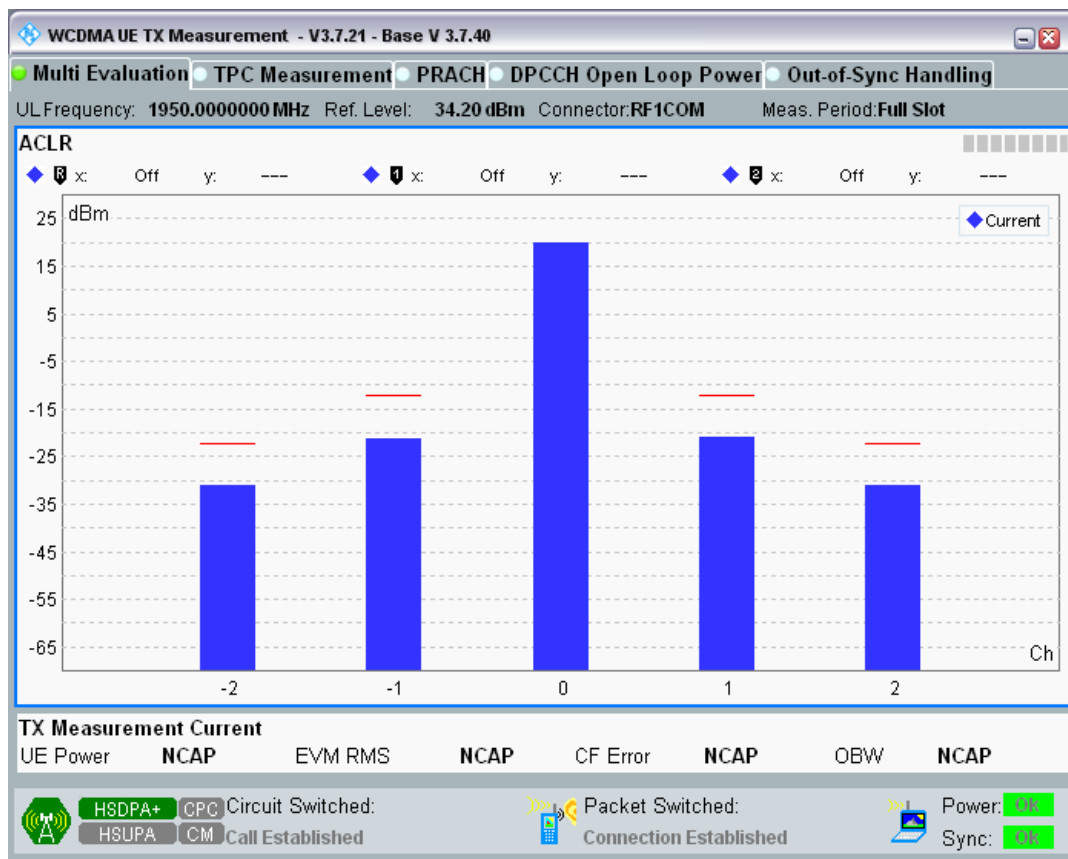 WCDMA UE TX Measurement - V3.7.21 - Base V 3.7.40
Multi Evaluation TPC Measurement PRACH DPCCH Open Loop Power Out-of-Sync Handling
UL Frequency: 1950.0000000 MHz Ref. Level: 34.20 dBm Connector:RF1COM Meas. Period:Full Slot
ACLR
R x: Off y: --- 1 x: Off y: --- 2 x: Off y: ---
25 dBm
Current
15
5
-5
-15
-25
-35
-45
-55
-65
Ch
-2 -1 0 1 2
TX Measurement Current
UE Power NCAP EVM RMS NCAP CF Error NCAP OBW NCAP
HSDPA+ CPC Circuit Switched: Packet Switched: Power: OK
HSUPA CM Call Established Connection Established Sync: OK